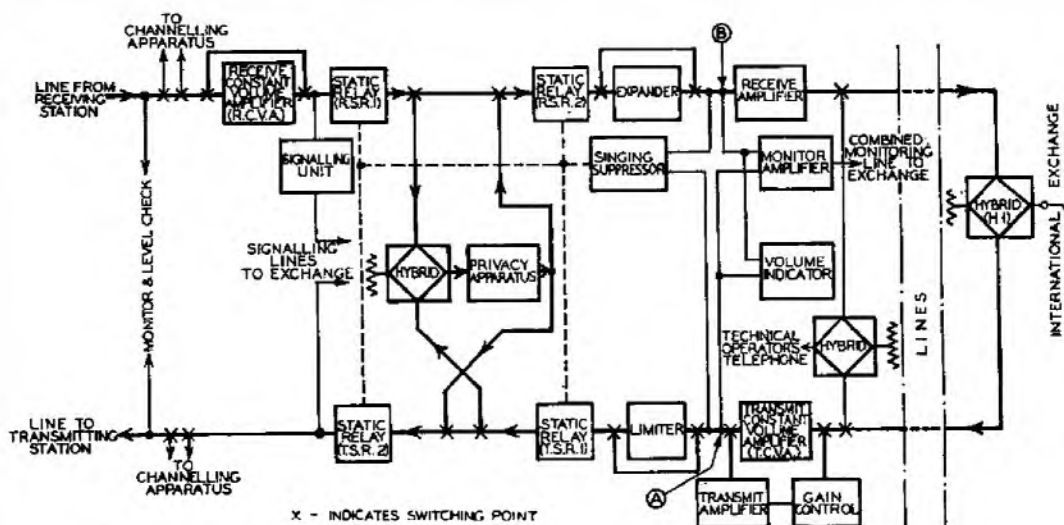 TO
CHANNELLING
APPARATUS
LINE FROM
RECEIVING
STATION
RECEIVE
CONSTANT
VOLUME
AMPLIFIER
(R.C.V.A.)
STATIC
RELAY
(R.S.R.1)
STATIC
RELAY
(R.S.R.2)
EXPANDER
B
RECEIVE
AMPLIFIER
SIGNALLING
UNIT
SINGING
SUPPRESSOR
MONITOR
AMPLIFIER
COMBINED
MONITORING
LINE TO
EXCHANGE
HYBRID
(H1)
INTERNATIONAL EXCHANGE
MONITOR & LEVEL CHECK
SIGNALLING
LINES
TO EXCHANGE
HYBRID
PRIVACY
APPARATUS
VOLUME
INDICATOR
TECHNICAL
OPERATORS
TELEPHONE
HYBRID
LINES
LINE TO
TRANSMITTING
STATION
TO
CHANNELLING
APPARATUS
STATIC
RELAY
(T.S.R.2)
STATIC
RELAY
(T.S.R.1)
LIMITER
TRANSMIT
CONSTANT
VOLUME
AMPLIFIER
(T.C.V.A.)
A
TRANSMIT
AMPLIFIER
GAIN
CONTROL
X - INDICATES SWITCHING POINT